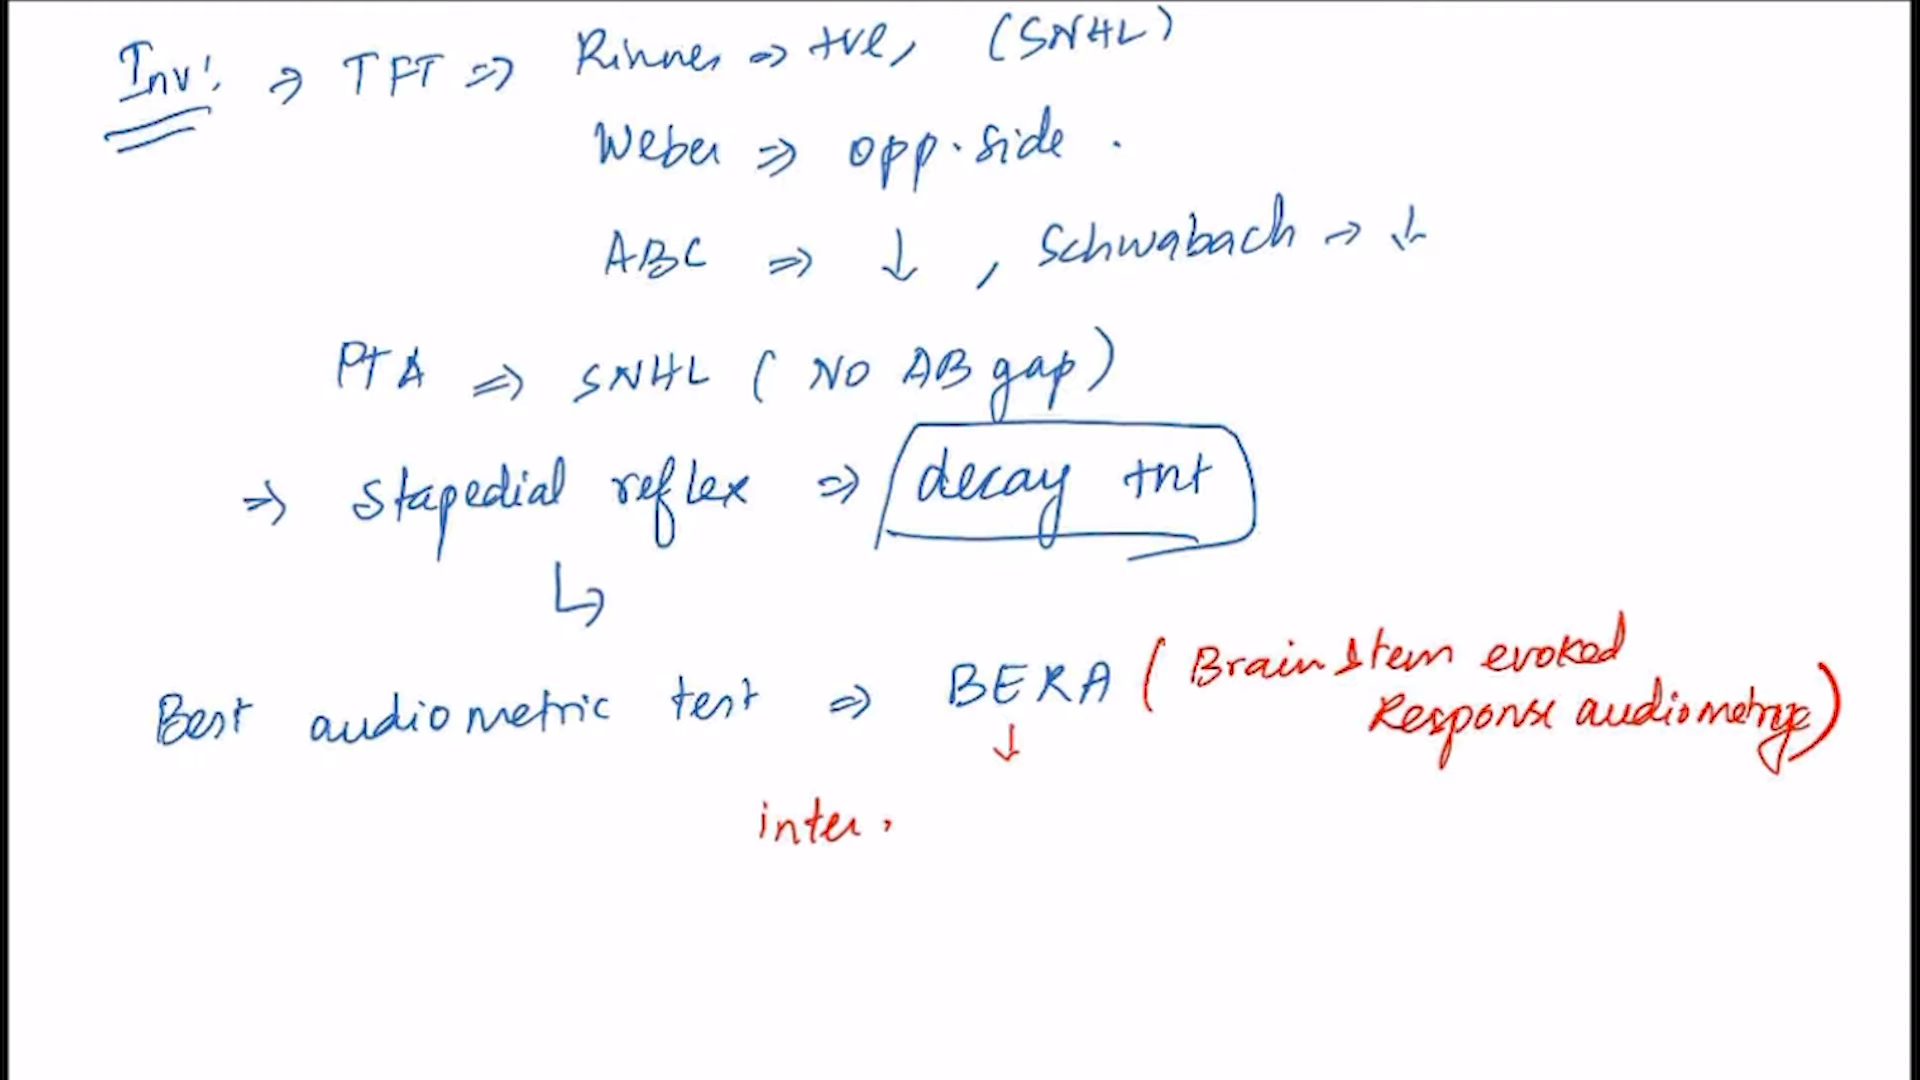 Inv: → TFT ⇒ Rinnes ⇒ +ve, (SNHL)
Weber ⇒ opp. side .
ABC ⇒ ↓ , Schwabach → ↓
PTA ⇒ SNHL ( NO AB gap )
⇒ stapedial reflex ⇒ decay tnt
↳
Best audiometric test ⇒ BERA ( Brain stem evoked
Response audiometry )
↓
inter .